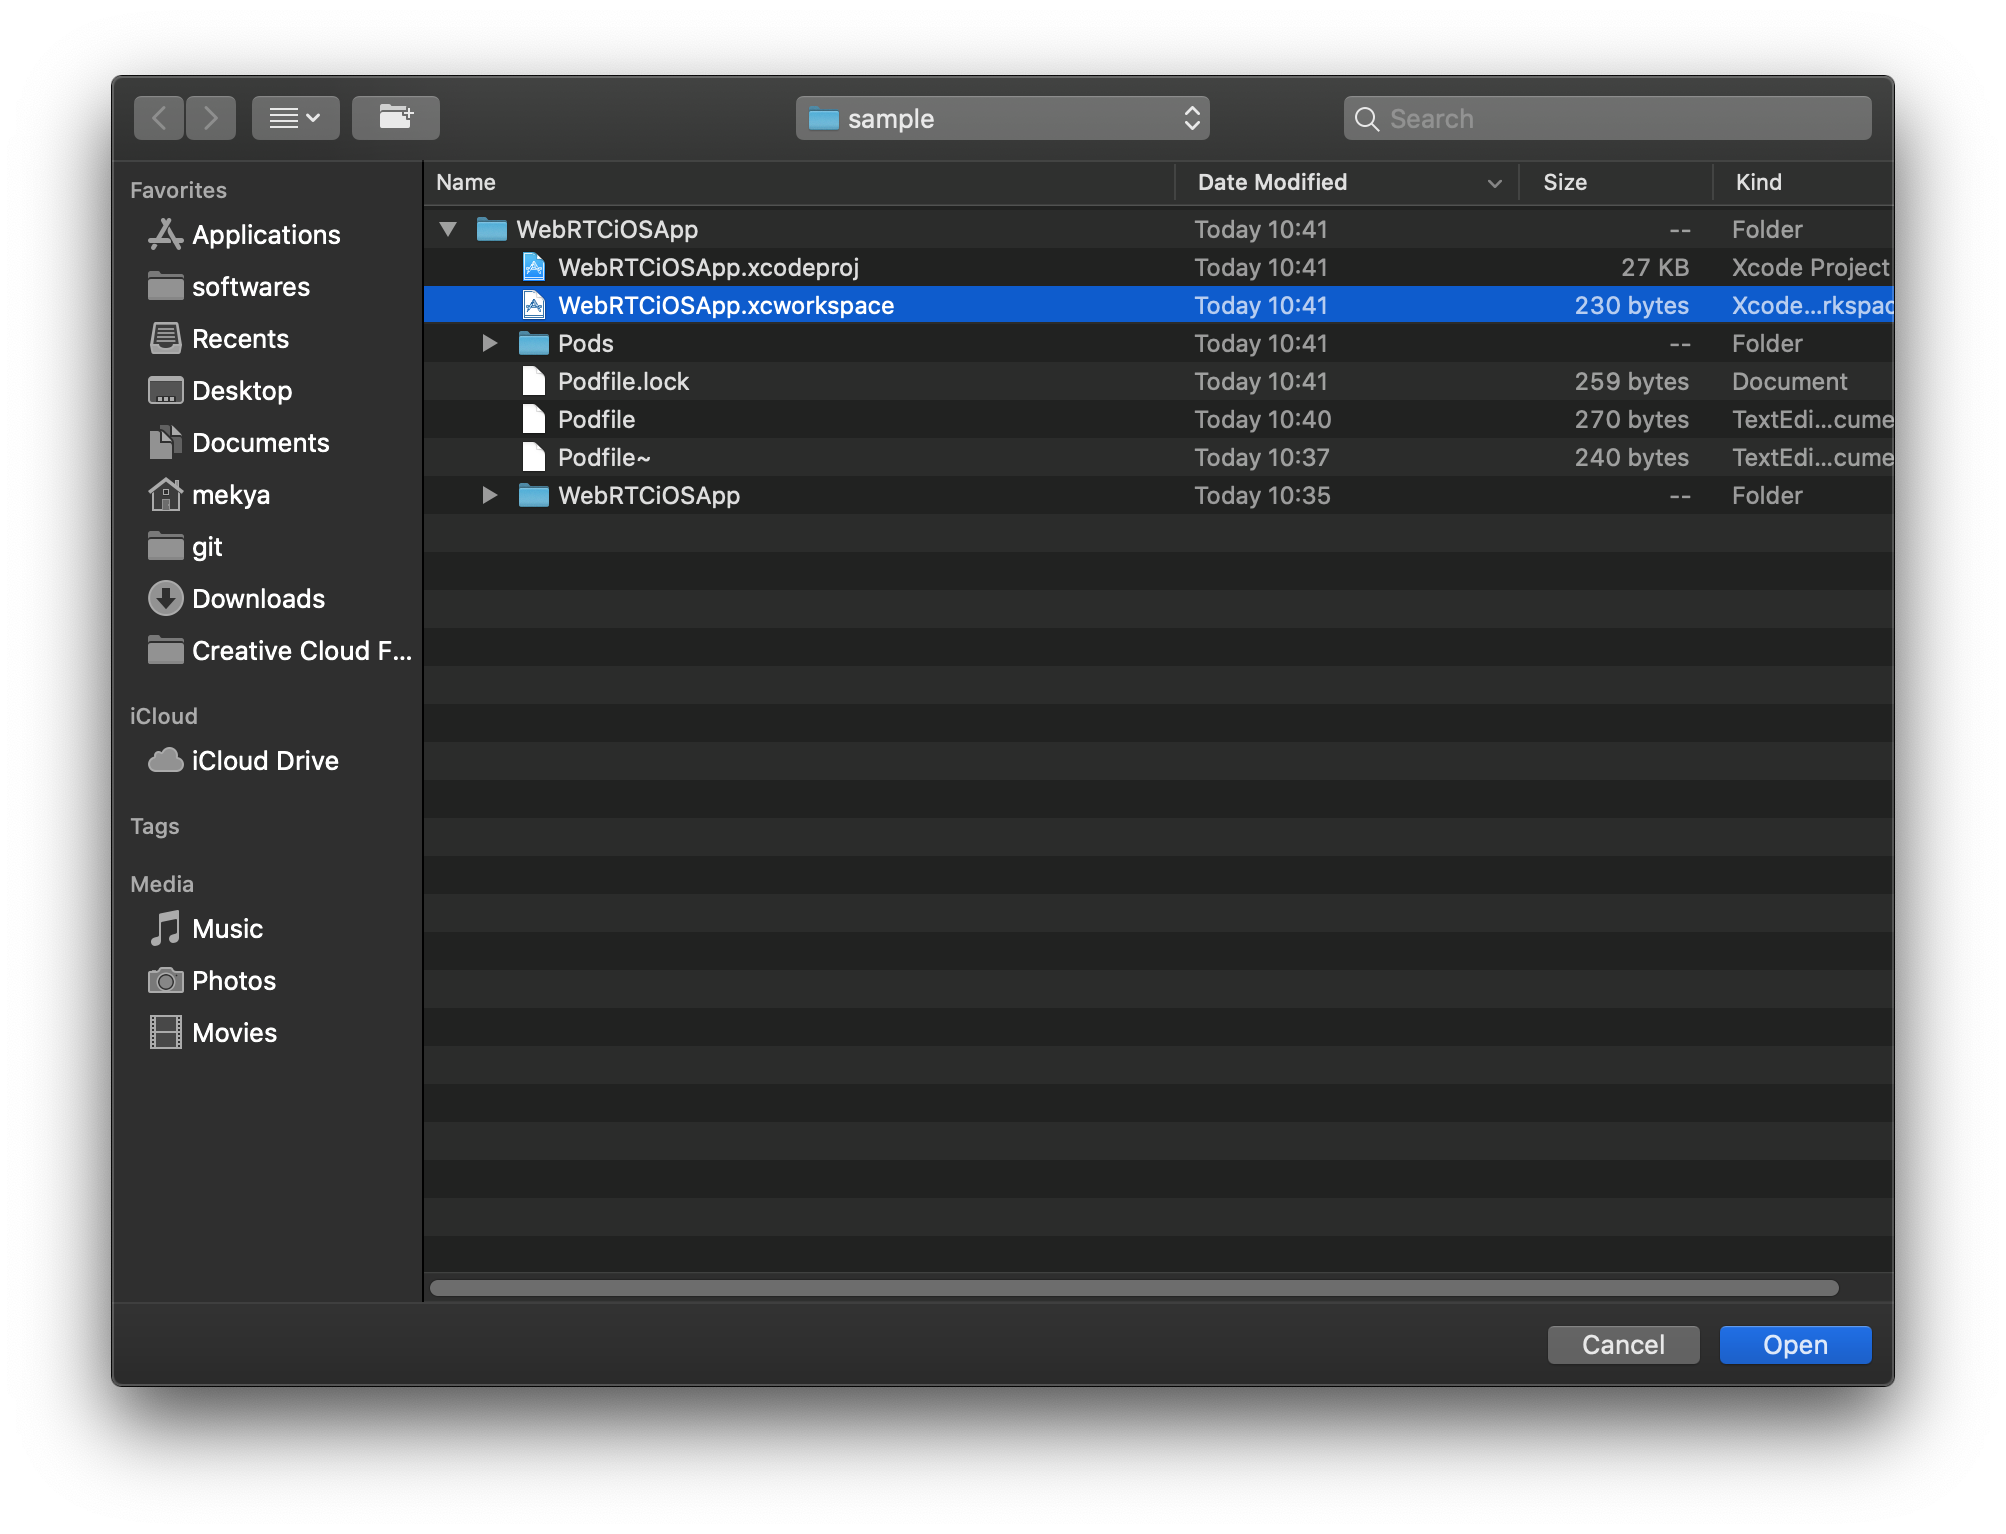 sample
Search
Favorites
Applications
softwares
Recents
Desktop
Documents
mekya
git
Downloads
Creative Cloud F...
iCloud
iCloud Drive
Tags
Media
Music
Photos
Movies
Name Date Modified Size Kind
WebRTCiOSApp Today 10:41 -- Folder
WebRTCiOSApp.xcodeproj Today 10:41 27 KB Xcode Project
WebRTCiOSApp.xcworkspace Today 10:41 230 bytes Xcode...rkspac
Pods Today 10:41 -- Folder
Podfile.lock Today 10:41 259 bytes Document
Podfile Today 10:40 270 bytes TextEdi...cume
Podfile~ Today 10:37 240 bytes TextEdi...cume
WebRTCiOSApp Today 10:35 -- Folder
Cancel Open